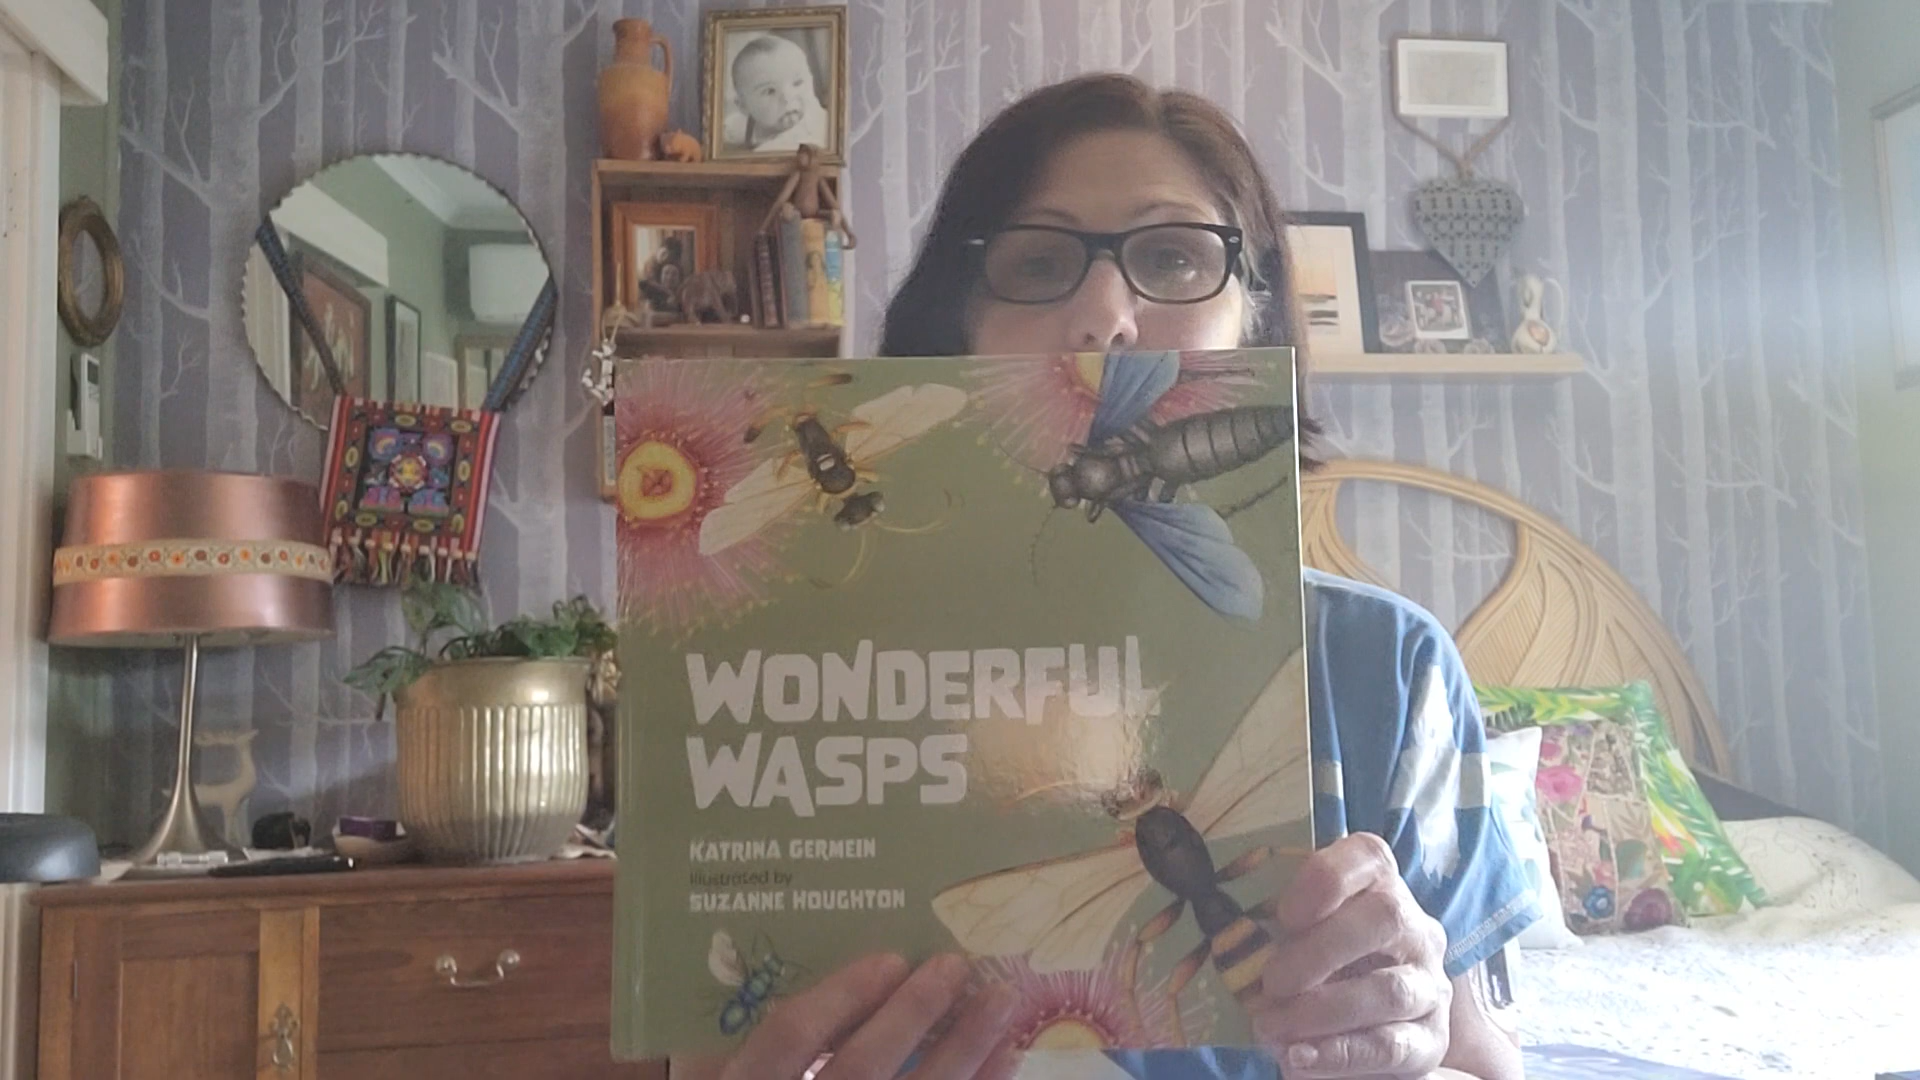 WONDERFUL
WASPS
KATRINA GERMEIN
Illustrated by
SUZANNE HOUGHTON